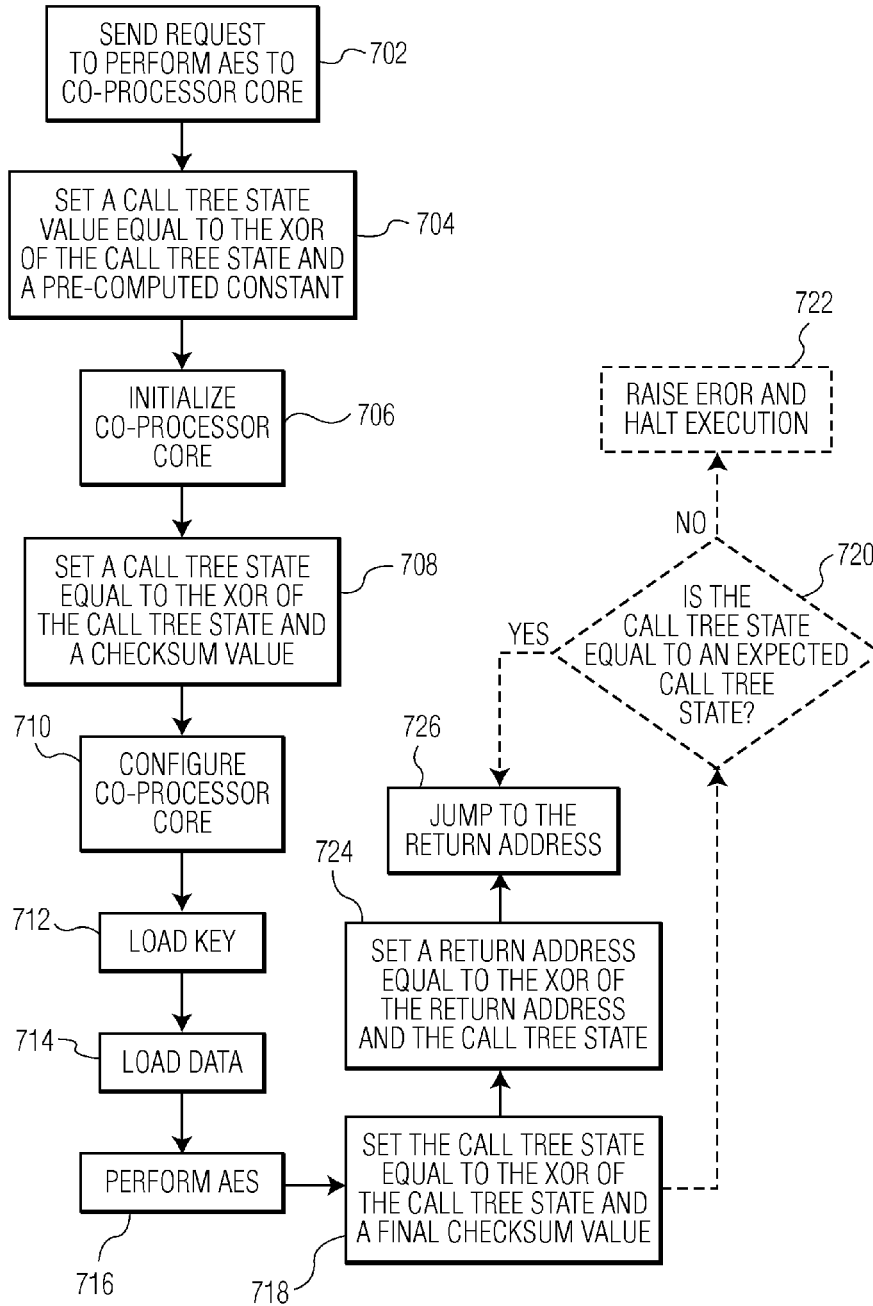 SEND REQUEST
TO PERFORM AES TO
CO-PROCESSOR CORE
702
SET A CALL TREE STATE
VALUE EQUAL TO THE XOR
OF THE CALL TREE STATE AND
A PRE-COMPUTED CONSTANT
704
INITIALIZE
CO-PROCESSOR
CORE
706
SET A CALL TREE STATE
EQUAL TO THE XOR OF
THE CALL TREE STATE AND
A CHECKSUM VALUE
708
710
CONFIGURE
CO-PROCESSOR
CORE
712
LOAD KEY
714
LOAD DATA
PERFORM AES
716
SET THE CALL TREE STATE
EQUAL TO THE XOR OF
THE CALL TREE STATE AND
A FINAL CHECKSUM VALUE
718
724
SET A RETURN ADDRESS
EQUAL TO THE XOR OF
THE RETURN ADDRESS
AND THE CALL TREE STATE
726
JUMP TO THE
RETURN ADDRESS
YES
NO
720
IS THE
CALL TREE STATE
EQUAL TO AN EXPECTED
CALL TREE
STATE?
722
RAISE EROR AND
HALT EXECUTION